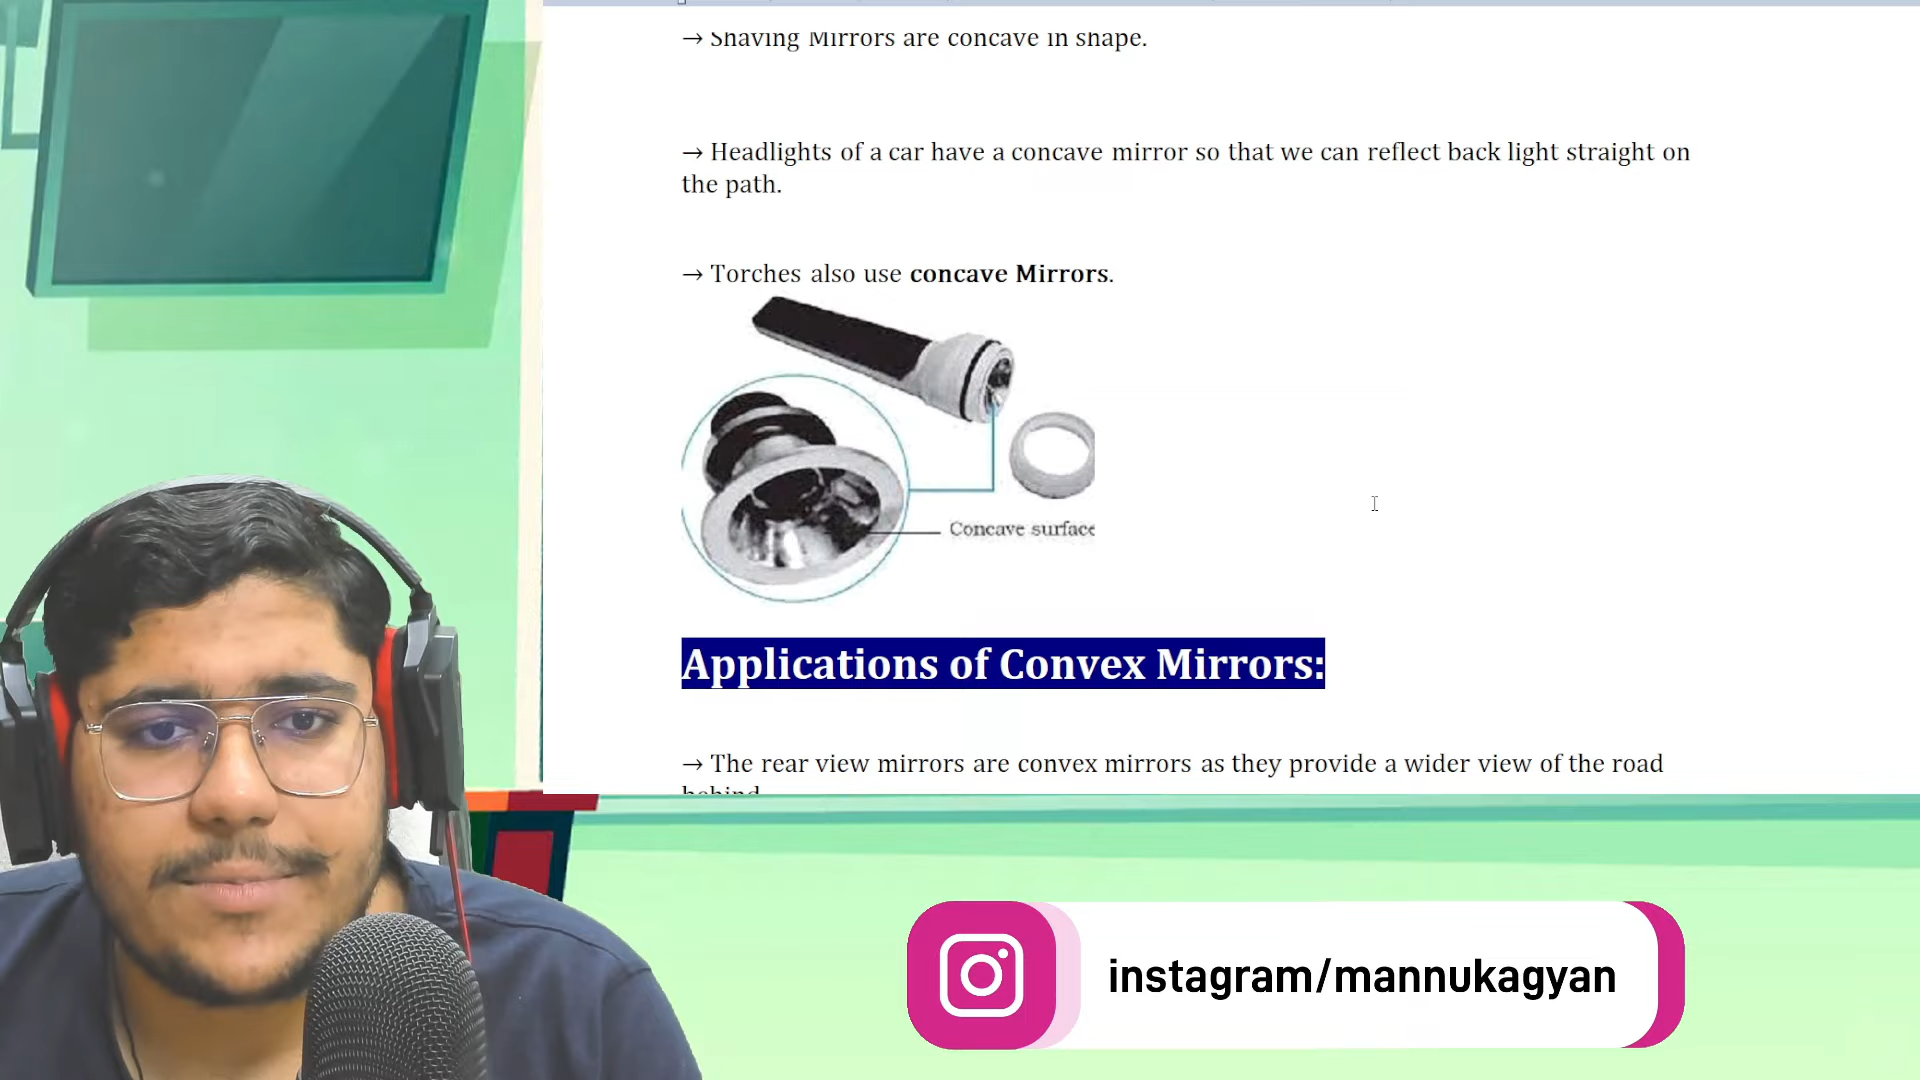 → Shaving Mirrors are concave in shape.
→ Headlights of a car have a concave mirror so that we can reflect back light straight on
the path.
→ Torches also use concave Mirrors.
Concave surface
Applications of Convex Mirrors:
→ The rear view mirrors are convex mirrors as they provide a wider view of the road
behind
instagram/mannukagyan